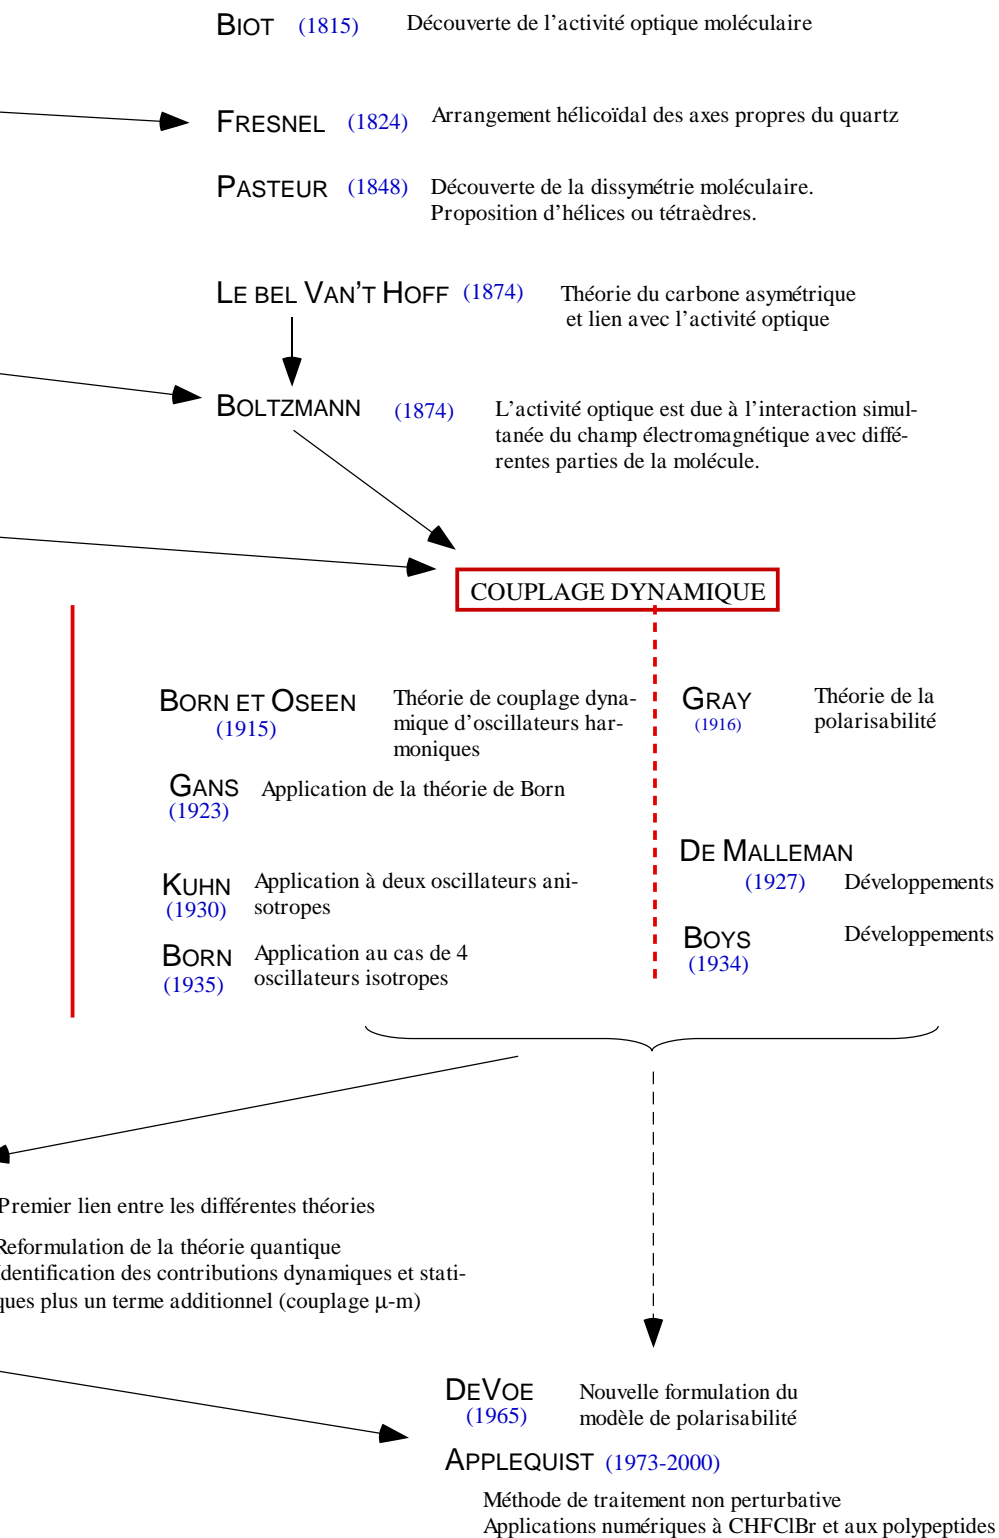 BIOT (1815) Découverte de l'activité optique moléculaire
FRESNEL (1824) Arrangement hélicoïdal des axes propres du quartz
PASTEUR (1848) Découverte de la dissymétrie moléculaire.
Proposition d'hélices ou tétraèdres.
LE BEL VAN'T HOFF (1874) Théorie du carbone asymétrique
et lien avec l'activité optique
BOLTZMANN (1874) L'activité optique est due à l'interaction simul-
tanée du champ électromagnétique avec diffé-
rentes parties de la molécule.
COUPLAGE DYNAMIQUE
BORN ET OSEEN
(1915)
Théorie de couplage dyna-
mique d'oscillateurs har-
moniques
GANS
(1923)
Application de la théorie de Born
KUHN
(1930)
Application à deux oscillateurs ani-
sotropes
BORN
(1935)
Application au cas de 4
oscillateurs isotropes
GRAY
(1916)
Théorie de la
polarisabilité
DE MALLEMAN
(1927) Développements
BOYS
(1934)
Développements
Premier lien entre les différentes théories
Reformulation de la théorie quantique
Identification des contributions dynamiques et stati-
ques plus un terme additionnel (couplage µ-m)
DEVOE
(1965)
Nouvelle formulation du
modèle de polarisabilité
APPLEQUIST (1973-2000)
Méthode de traitement non perturbative
Applications numériques à CHFClBr et aux polypeptides